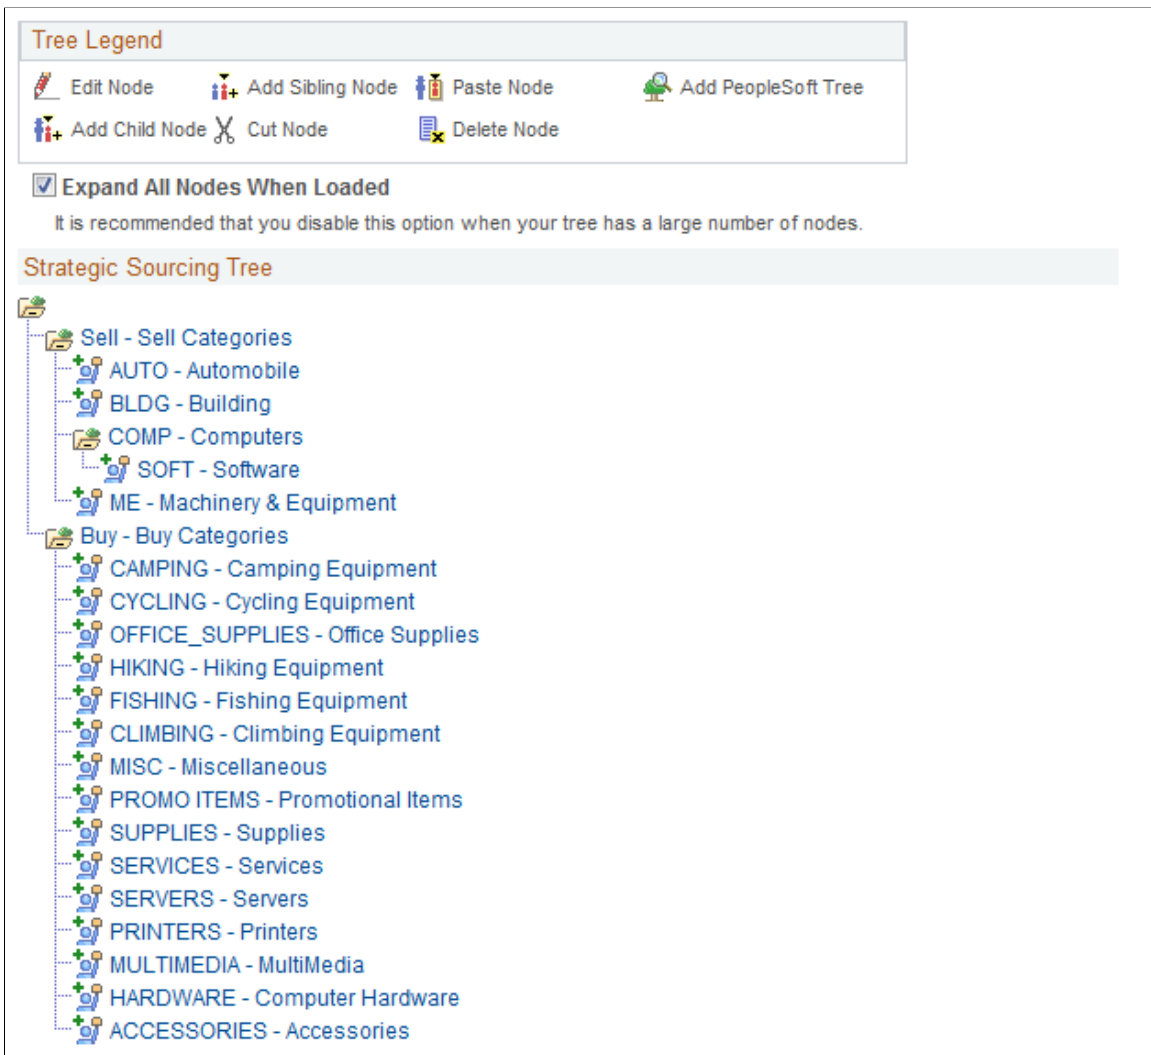 Tree Legend
Edit Node Add Sibling Node Paste Node Add PeopleSoft Tree
Add Child Node Cut Node Delete Node
Expand All Nodes When Loaded
It is recommended that you disable this option when your tree has a large number of nodes.
Strategic Sourcing Tree
Sell - Sell Categories
AUTO - Automobile
BLDG - Building
COMP - Computers
SOFT - Software
ME - Machinery & Equipment
Buy - Buy Categories
CAMPING - Camping Equipment
CYCLING - Cycling Equipment
OFFICE_SUPPLIES - Office Supplies
HIKING - Hiking Equipment
FISHING - Fishing Equipment
CLIMBING - Climbing Equipment
MISC - Miscellaneous
PROMO ITEMS - Promotional Items
SUPPLIES - Supplies
SERVICES - Services
SERVERS - Servers
PRINTERS - Printers
MULTIMEDIA - MultiMedia
HARDWARE - Computer Hardware
ACCESSORIES - Accessories